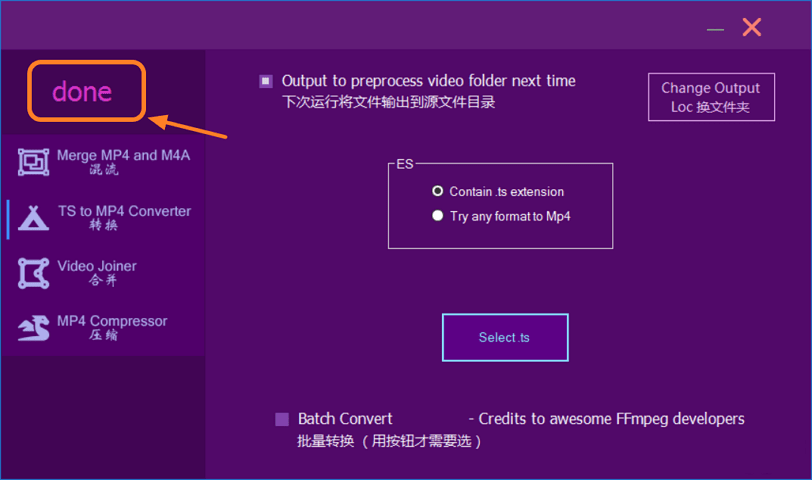 done
Merge MP4 and M4A
混流
TS to MP4 Converter
转换
Video Joiner
合并
MP4 Compressor
压缩
Output to preprocess video folder next time
下次运行将文件输出到源文件目录
Change Output
Loc 换文件夹
ES
Contain .ts extension
Try any format to Mp4
Select .ts
Batch Convert - Credits to awesome FFmpeg developers
批量转换 （用按钮才需要选）